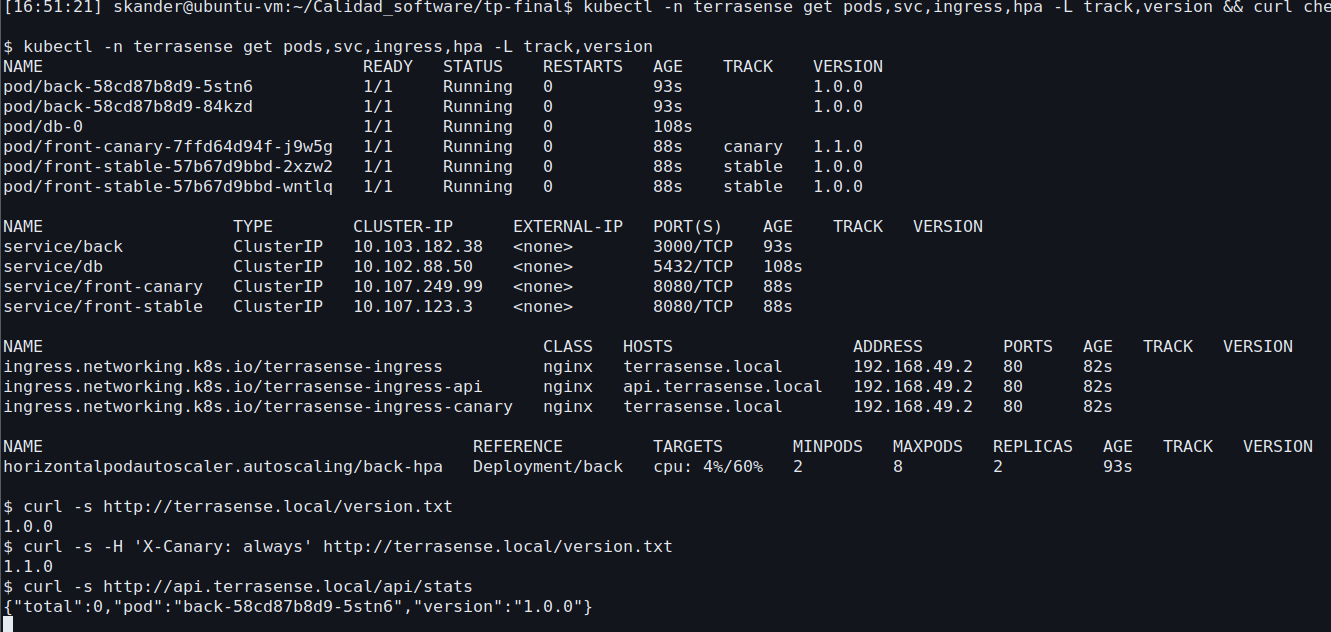 [16:51:21] skander@ubuntu-vm:~/Calidad_software/tp-final$ kubectl -n terrasense get pods,svc,ingress,hpa -L track,version && curl che
$ kubectl -n terrasense get pods,svc,ingress,hpa -L track,version
NAME READY STATUS RESTARTS AGE TRACK VERSION
pod/back-58cd87b8d9-5stn6 1/1 Running 0 93s 1.0.0
pod/back-58cd87b8d9-84kzd 1/1 Running 0 93s 1.0.0
pod/db-0 1/1 Running 0 108s
pod/front-canary-7ffd64d94f-j9w5g 1/1 Running 0 88s canary 1.1.0
pod/front-stable-57b67d9bbd-2xzw2 1/1 Running 0 88s stable 1.0.0
pod/front-stable-57b67d9bbd-wntlq 1/1 Running 0 88s stable 1.0.0
NAME TYPE CLUSTER-IP EXTERNAL-IP PORT(S) AGE TRACK VERSION
service/back ClusterIP 10.103.182.38 <none> 3000/TCP 93s
service/db ClusterIP 10.102.88.50 <none> 5432/TCP 108s
service/front-canary ClusterIP 10.107.249.99 <none> 8080/TCP 88s
service/front-stable ClusterIP 10.107.123.3 <none> 8080/TCP 88s
NAME CLASS HOSTS ADDRESS PORTS AGE TRACK VERSION
ingress.networking.k8s.io/terrasense-ingress nginx terrasense.local 192.168.49.2 80 82s
ingress.networking.k8s.io/terrasense-ingress-api nginx api.terrasense.local 192.168.49.2 80 82s
ingress.networking.k8s.io/terrasense-ingress-canary nginx terrasense.local 192.168.49.2 80 82s
NAME REFERENCE TARGETS MINPODS MAXPODS REPLICAS AGE TRACK VERSION
horizontalpodautoscaler.autoscaling/back-hpa Deployment/back cpu: 4%/60% 2 8 2 93s
$ curl -s http://terrasense.local/version.txt
1.0.0
$ curl -s -H 'X-Canary: always' http://terrasense.local/version.txt
1.1.0
$ curl -s http://api.terrasense.local/api/stats
{"total":0,"pod":"back-58cd87b8d9-5stn6","version":"1.0.0"}